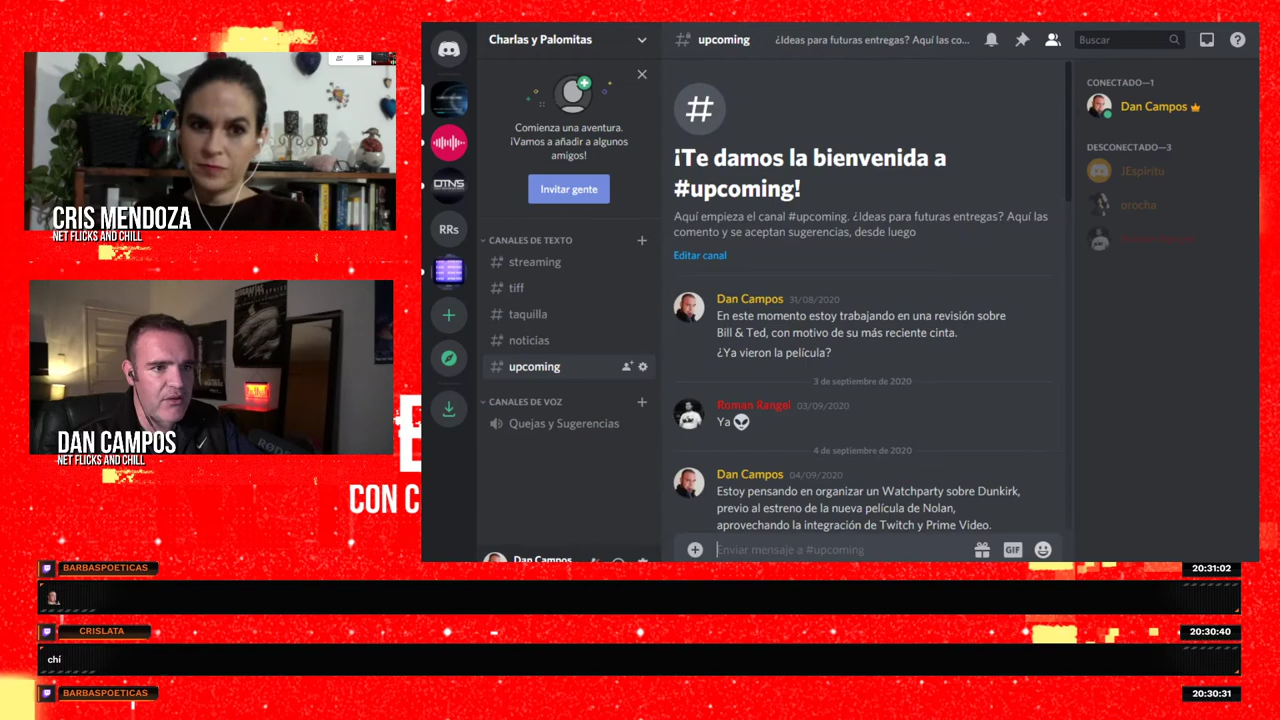 CRIS MENDOZA
NET FLICKS AND CHILL
DAN CAMPOS
NET FLICKS AND CHILL
CON C
Charlas y Palomitas
Comienza una aventura.
¡Vamos a añadir a algunos
amigos!
Invitar gente
DTNS
RRs
CANALES DE TEXTO
streaming
tiff
taquilla
noticias
upcoming
CANALES DE VOZ
Quejas y Sugerencias
Dan Campos
upcoming
¿Ideas para futuras entregas? Aquí las co...
Buscar
¡Te damos la bienvenida a
#upcoming!
Aquí empieza el canal #upcoming. ¿Ideas para futuras entregas? Aquí las
comento y se aceptan sugerencias, desde luego
Editar canal
Dan Campos 31/08/2020
En este momento estoy trabajando en una revisión sobre
Bill & Ted, con motivo de su más reciente cinta.
¿Ya vieron la película?
3 de septiembre de 2020
Roman Rangel 03/09/2020
Ya 👽
4 de septiembre de 2020
Dan Campos 04/09/2020
Estoy pensando en organizar un Watchparty sobre Dunkirk,
previo al estreno de la nueva película de Nolan,
aprovechando la integración de Twitch y Prime Video.
Enviar mensaje a #upcoming
GIF
CONECTADO—1
Dan Campos
DESCONECTADO—3
JEspiritu
orocha
BARBASPOETICAS
20:31:02
CRISLATA
20:30:40
chí
BARBASPOETICAS
20:30:31